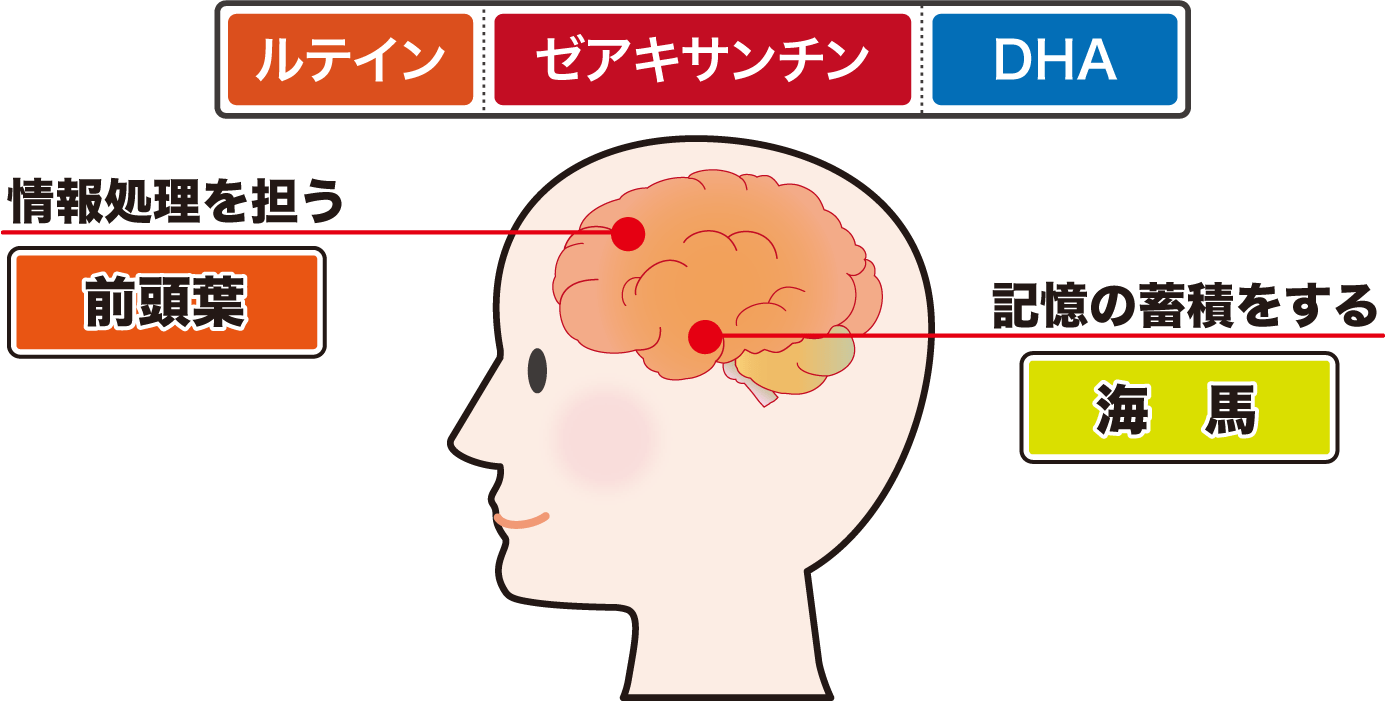 ルテイン ゼアキサンチン DHA
情報処理を担う
前頭葉
記憶の蓄積をする
海　馬